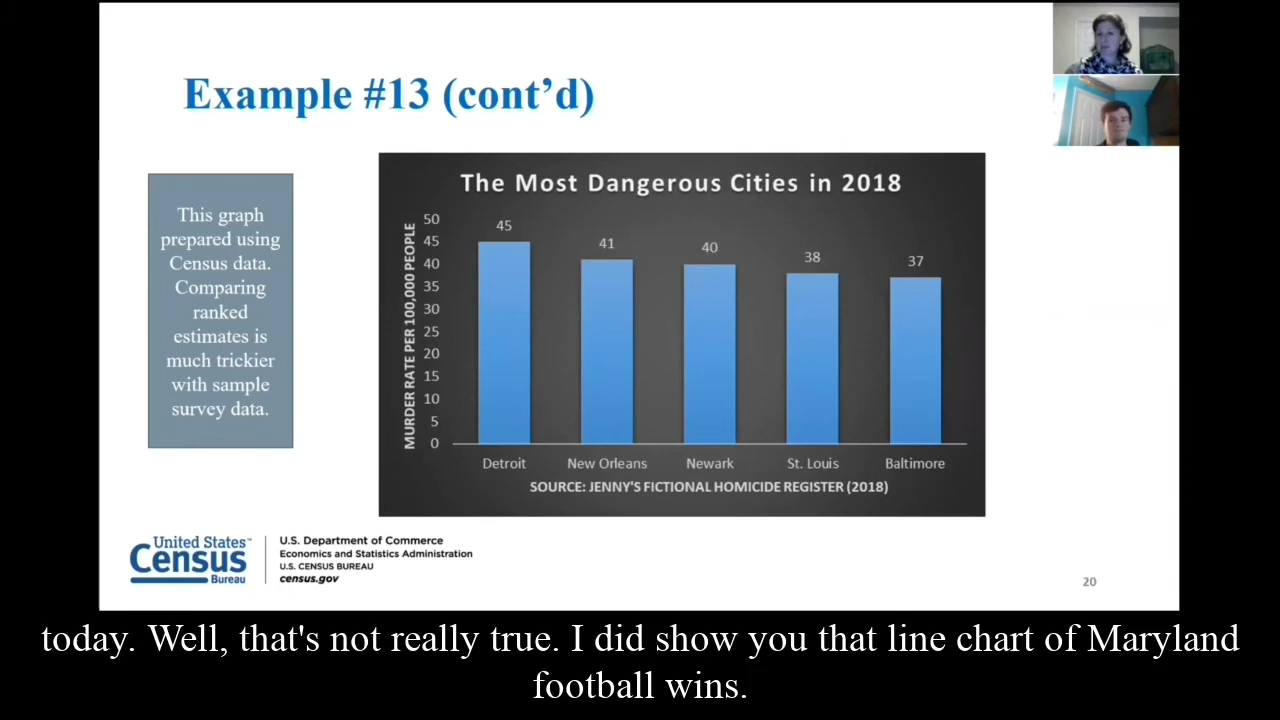 Example #13 (cont’d)
This graph
prepared using
Census data.
Comparing
ranked
estimates is
much trickier
with sample
survey data.
The Most Dangerous Cities in 2018
MURDER RATE PER 100,000 PEOPLE
50
45
40
35
30
25
20
15
10
5
0
45
41
40
38
37
Detroit New Orleans Newark St. Louis Baltimore
SOURCE: JENNY'S FICTIONAL HOMICIDE REGISTER (2018)
United States™
Census
Bureau
U.S. Department of Commerce
Economics and Statistics Administration
U.S. CENSUS BUREAU
census.gov
20
today. Well, that's not really true. I did show you that line chart of Maryland
football wins.